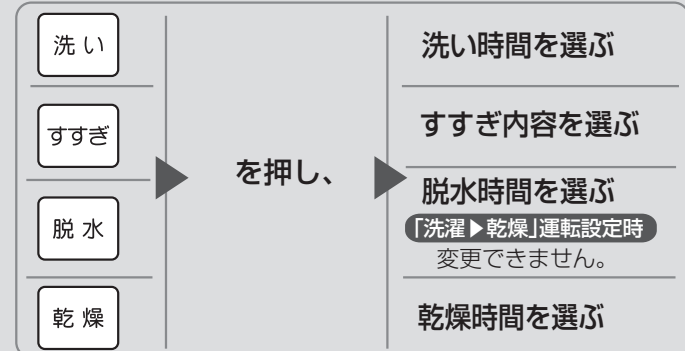 洗い
すすぎ
脱水
乾燥
を押し、
洗い時間を選ぶ
すすぎ内容を選ぶ
脱水時間を選ぶ
「洗濯▶乾燥」運転設定時
変更できません。
乾燥時間を選ぶ